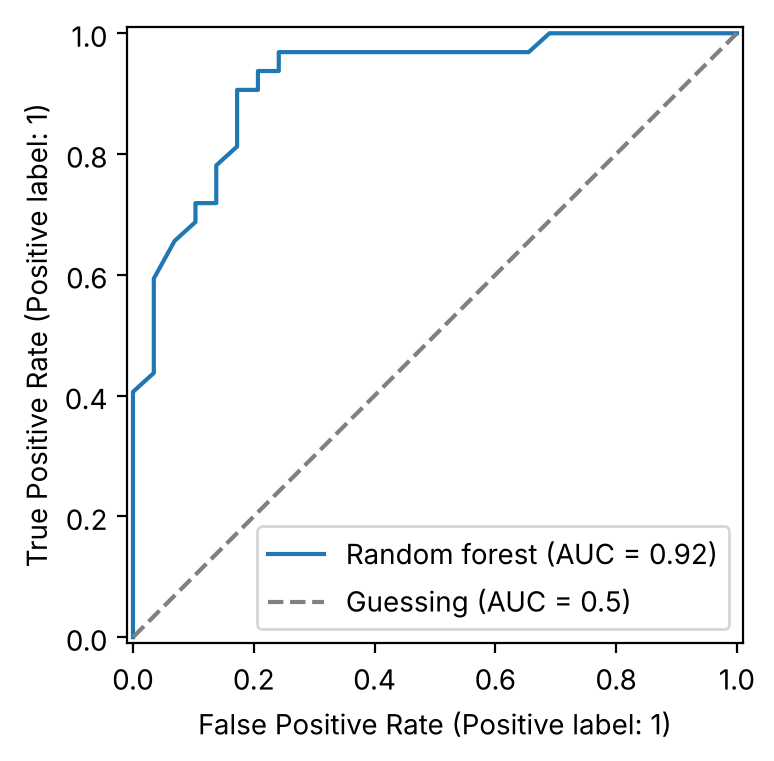 1.0
0.8
0.6
0.4
0.2
0.0
True Positive Rate (Positive label: 1)
Random forest (AUC = 0.92)
Guessing (AUC = 0.5)
0.0 0.2 0.4 0.6 0.8 1.0
False Positive Rate (Positive label: 1)